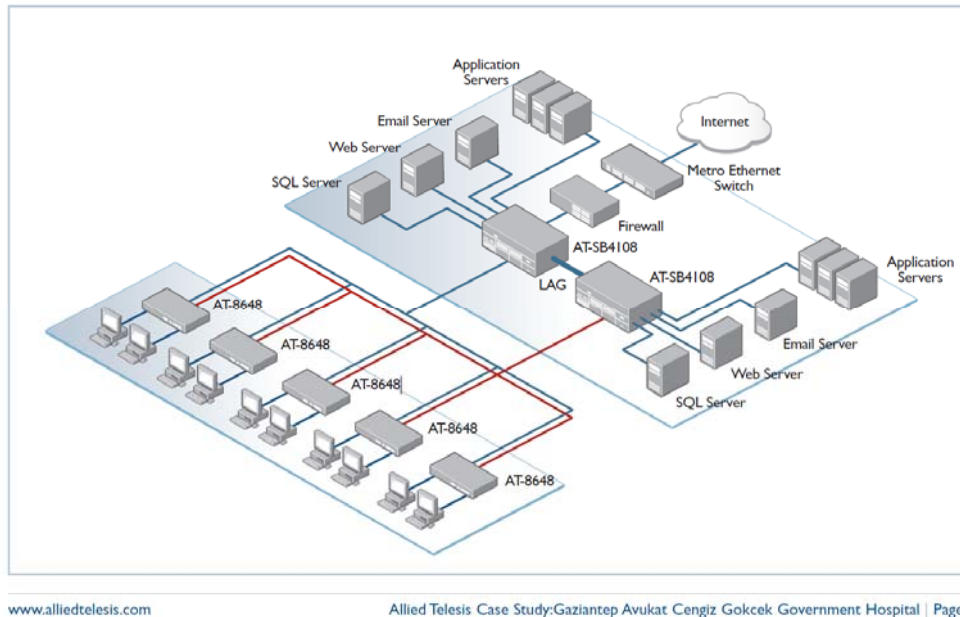 Application
Servers
Email Server
Internet
Web Server
Metro Ethernet
Switch
SQL Server
Firewall
AT-SB4108
AT-SB4108
Application
Servers
LAG
AT-8648
Email Server
AT-8648
Web Server
AT-8648
SQL Server
AT-8648
AT-8648
www.alliedtelesis.com
Allied Telesis Case Study:Gaziantep Avukat Cengiz Gokcek Government Hospital | Page